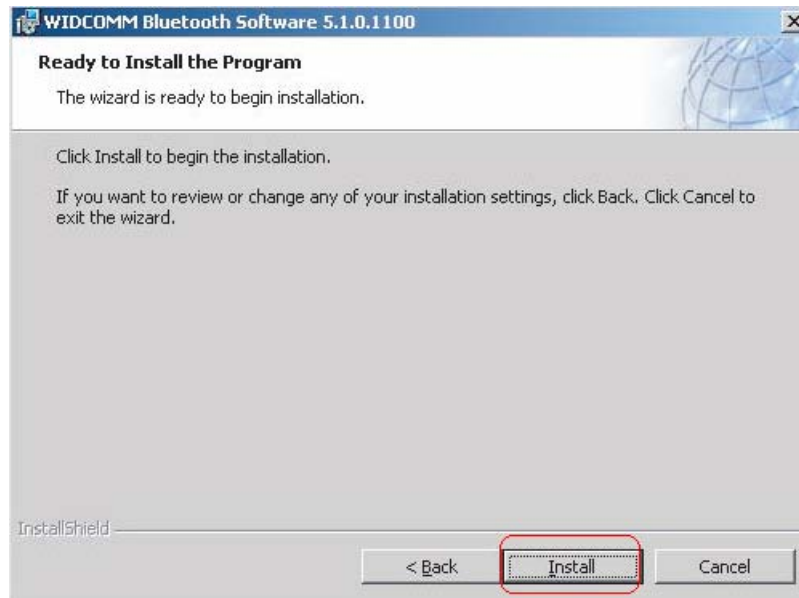 WIDCOMM Bluetooth Software 5.1.0.1100
Ready to Install the Program
The wizard is ready to begin installation.
Click Install to begin the installation.
If you want to review or change any of your installation settings, click Back. Click Cancel to
exit the wizard.
InstallShield
< Back
Install
Cancel